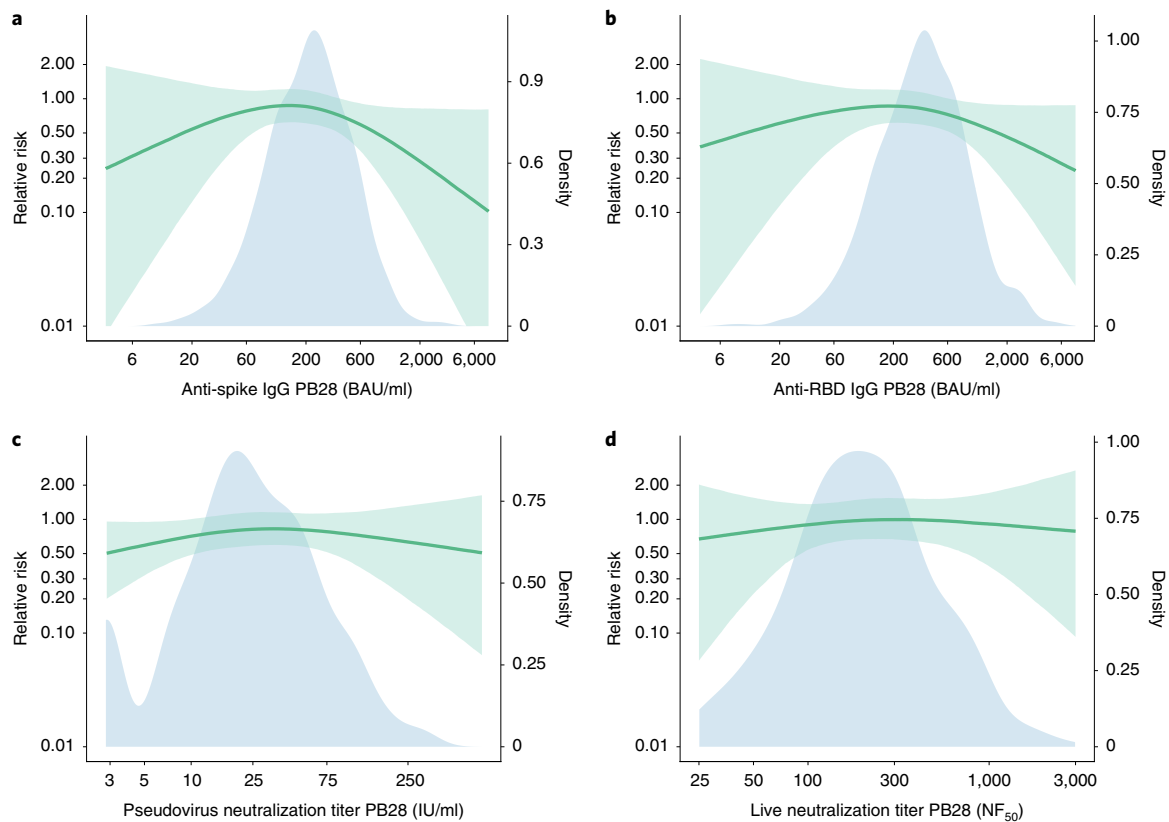 a
Relative risk
2.00
1.00
0.50
0.30
0.20
0.10
0.01
0.9
0.6
0.3
0
Density
6 20 60 200 600 2,000 6,000
Anti-spike IgG PB28 (BAU/ml)
b
Relative risk
2.00
1.00
0.50
0.30
0.20
0.10
0.01
1.00
0.75
0.50
0.25
0
Density
6 20 60 200 600 2,000 6,000
Anti-RBD IgG PB28 (BAU/ml)
c
Relative risk
2.00
1.00
0.50
0.30
0.20
0.10
0.01
0.75
0.50
0.25
0
Density
3 5 10 25 75 250
Pseudovirus neutralization titer PB28 (IU/ml)
d
Relative risk
2.00
1.00
0.50
0.30
0.20
0.10
0.01
1.00
0.75
0.50
0.25
0
Density
25 50 100 300 1,000 3,000
Live neutralization titer PB28 (NF50)